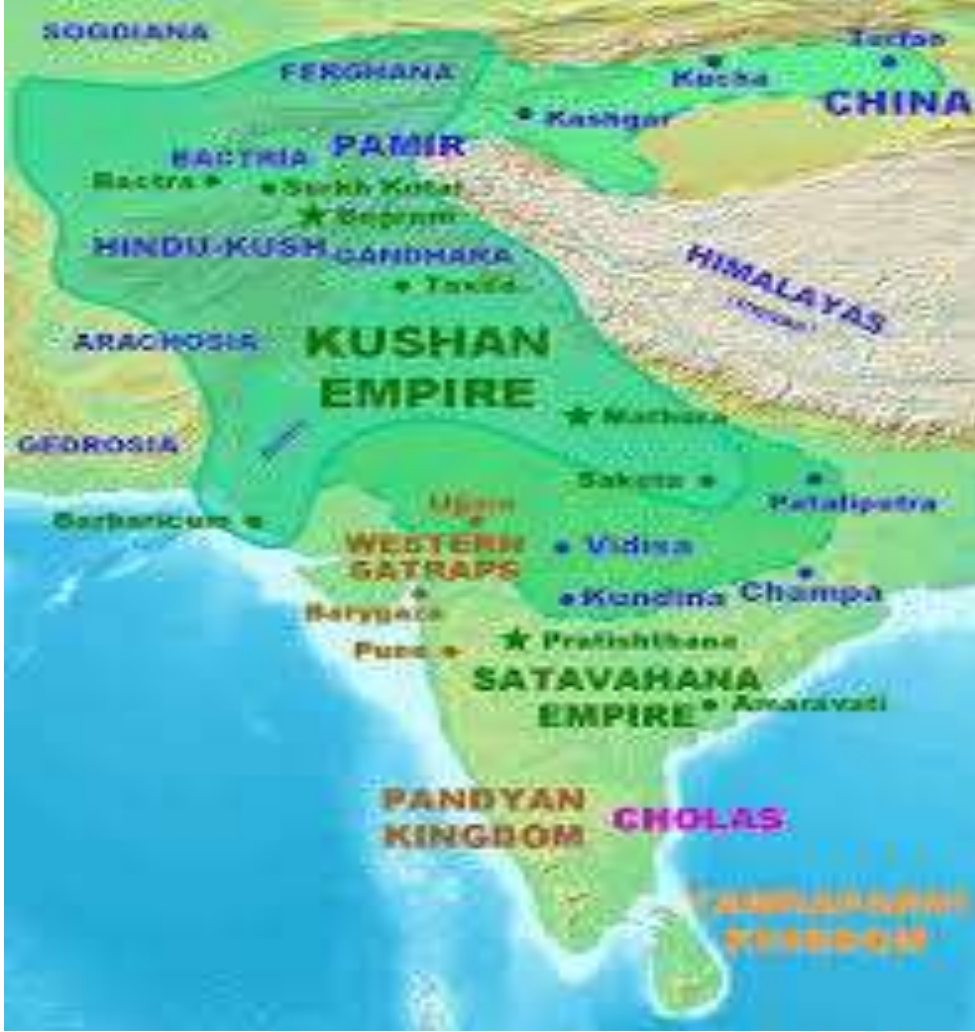 SOGDIANA
Turfan
FERGHANA
Kucha
CHINA
Kashgar
PAMIR
BACTRIA
Bactra
Surkh Kotal
Begram
HINDU-KUSH
GANDHARA
HIMALAYAS
Taxila
ARACHOSIA
KUSHAN
EMPIRE
Mathura
GEDROSIA
Saketa
Pataliputra
Ujjain
Barbaricum
WESTERN
SATRAPS
Vidisa
Barygaza
Kundina
Champa
Pune
Pratishthana
SATAVAHANA
EMPIRE
Amaravati
PANDYAN
KINGDOM
CHOLAS